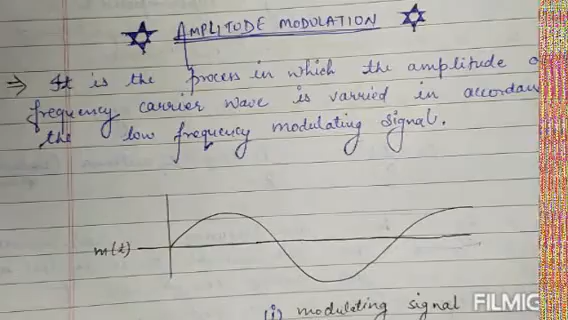 AMPLITUDE MODULATION
⇒ It is the process in which the amplitude o
frequency carrier wave is varried in accordan
the low frequency modulating signal.
m(t)
(i) modulating signal
FILMIG